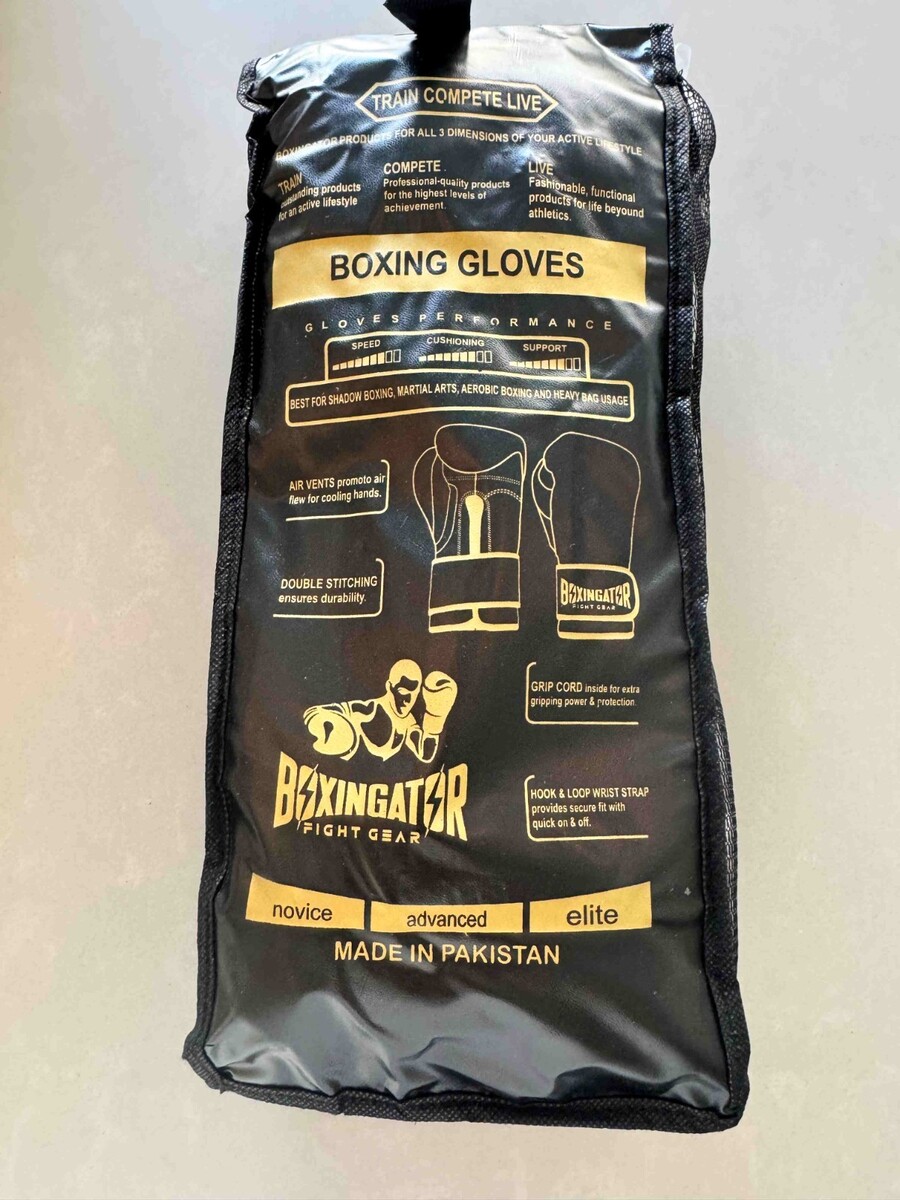 TRAIN COMPETE LIVE
BOXINGATOR PRODUCTS FOR ALL 3 DIMENSIONS OF YOUR ACTIVE LIFESTYLE
TRAIN
outstanding products
for an active lifestyle
COMPETE
Professional-quality products
for the highest levels of
achievement.
LIVE
Fashionable, functional
products for life beyound
athletics.
BOXING GLOVES
GLOVES PERFORMANCE
SPEED
CUSHIONING
SUPPORT
BEST FOR SHADOW BOXING, MARTIAL ARTS, AEROBIC BOXING AND HEAVY BAG USAGE
AIR VENTS promoto air
flew for cooling hands.
DOUBLE STITCHING
ensures durability.
BOXINGATOR
FIGHT GEAR
GRIP CORD inside for extra
gripping power & protection.
BOXINGATOR
FIGHT GEAR
HOOK & LOOP WRIST STRAP
provides secure fit with
quick on & off.
novice
advanced
elite
MADE IN PAKISTAN